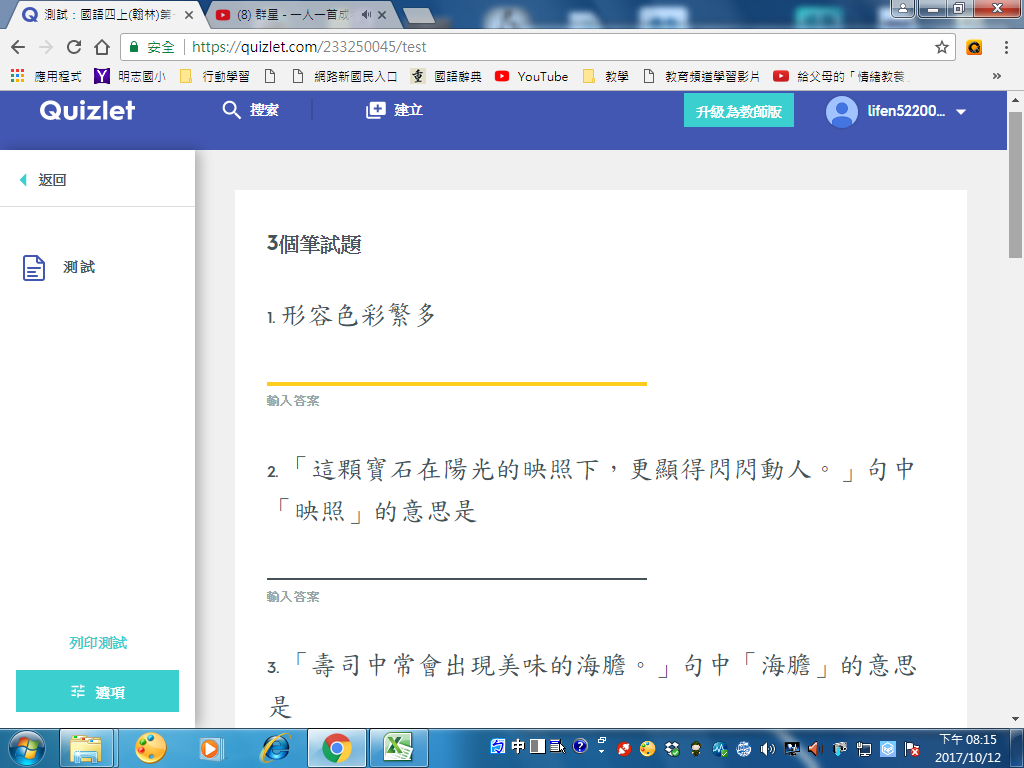 測試：國語四上(翰林)第
(8) 群星 - 一人一首成
安全 | https://quizlet.com/233250045/test
應用程式 明志國小 行動學習 網路新國民入口 國語辭典 YouTube 教學 教育頻道學習影片 給父母的「情緒教養 »
Quizlet 搜索 建立 升級為教師版 lifen52200...
返回
測試
3個筆試題
1. 形容色彩繁多
輸入答案
2. 「這顆寶石在陽光的映照下，更顯得閃閃動人。」句中
「映照」的意思是
輸入答案
3. 「壽司中常會出現美味的海膽。」句中「海膽」的意思
是
列印測試
選項
中
下午 08:15
2017/10/12